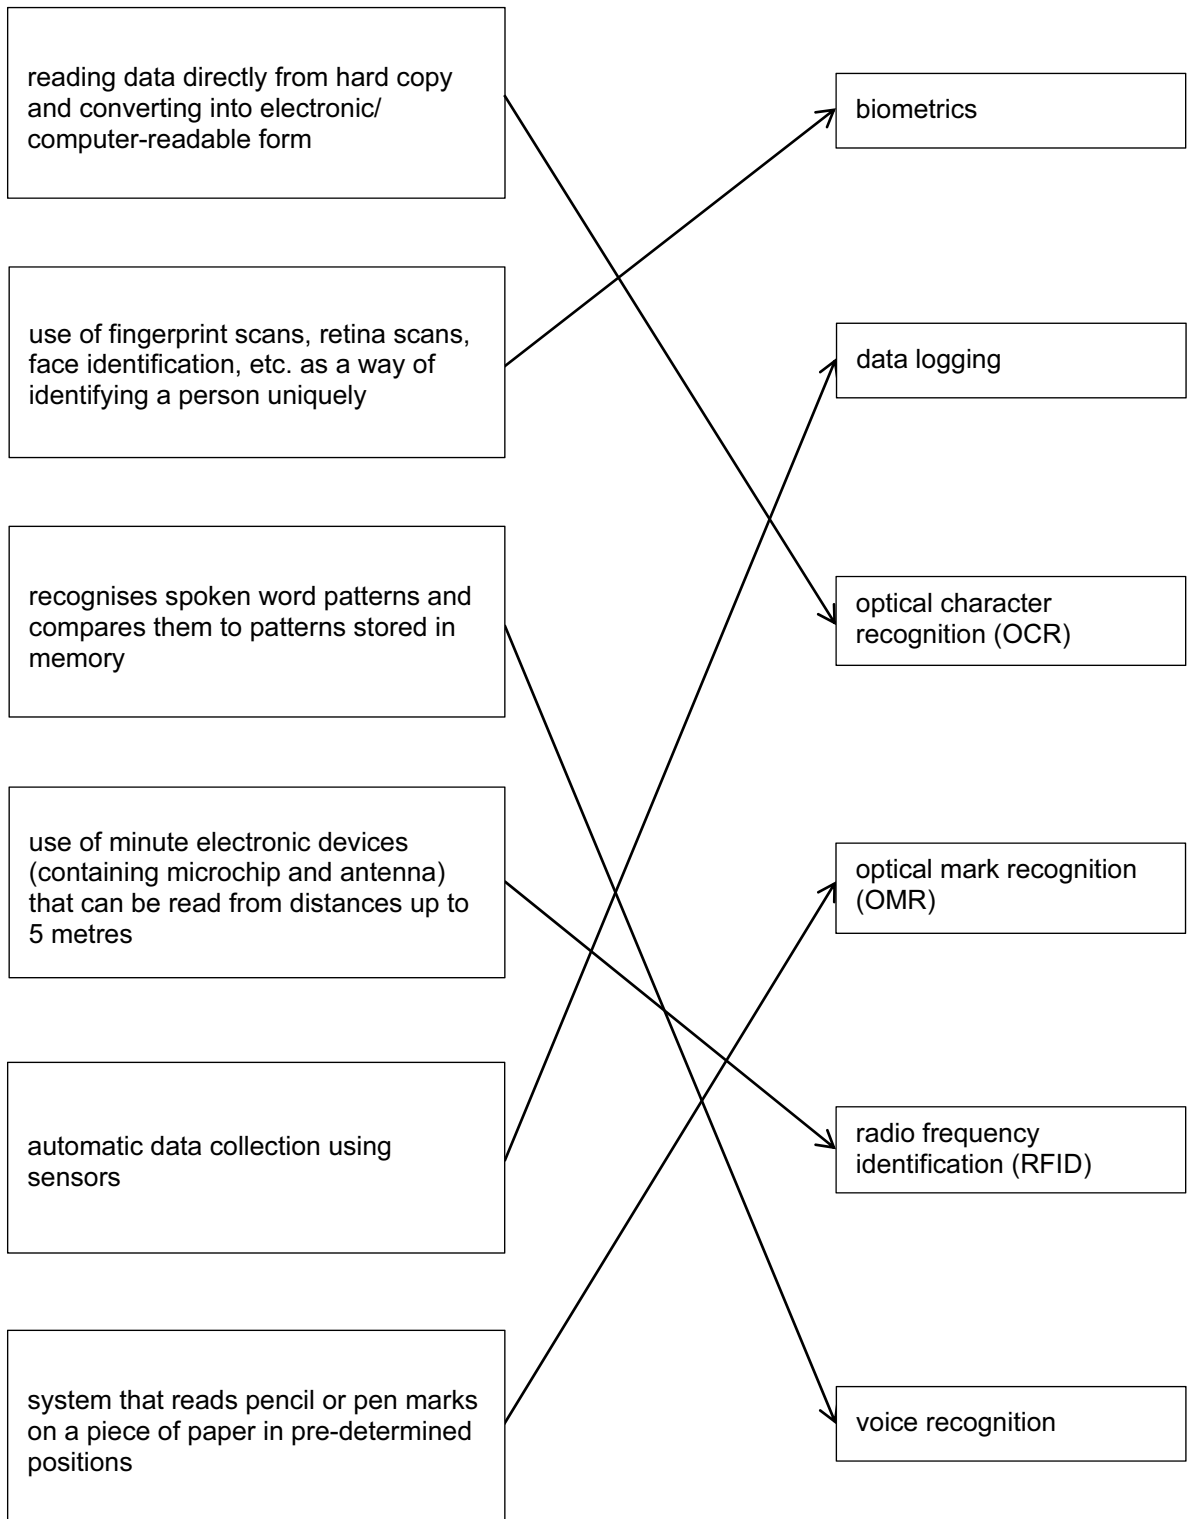 reading data directly from hard copy
and converting into electronic/
computer-readable form
biometrics
use of fingerprint scans, retina scans,
face identification, etc. as a way of
identifying a person uniquely
data logging
recognises spoken word patterns and
compares them to patterns stored in
memory
optical character
recognition (OCR)
use of minute electronic devices
(containing microchip and antenna)
that can be read from distances up to
5 metres
optical mark recognition
(OMR)
automatic data collection using
sensors
radio frequency
identification (RFID)
system that reads pencil or pen marks
on a piece of paper in pre-determined
positions
voice recognition